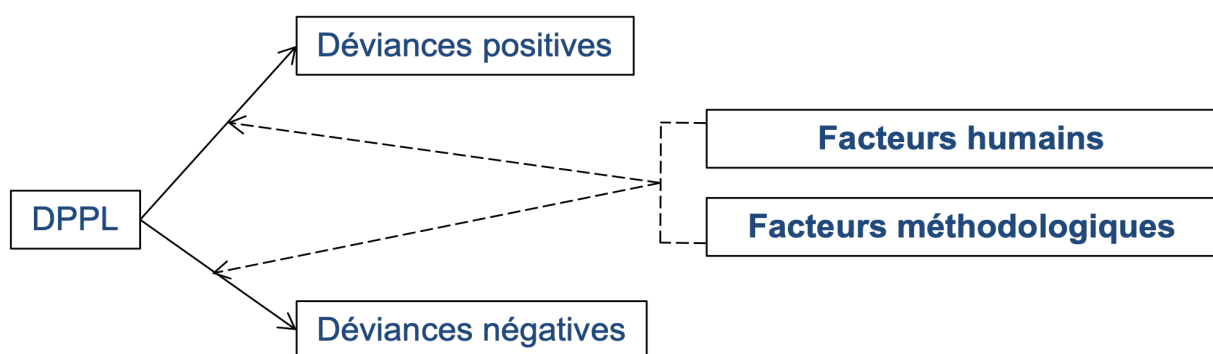 Déviances positives
Facteurs humains
DPPL
Facteurs méthodologiques
Déviances négatives